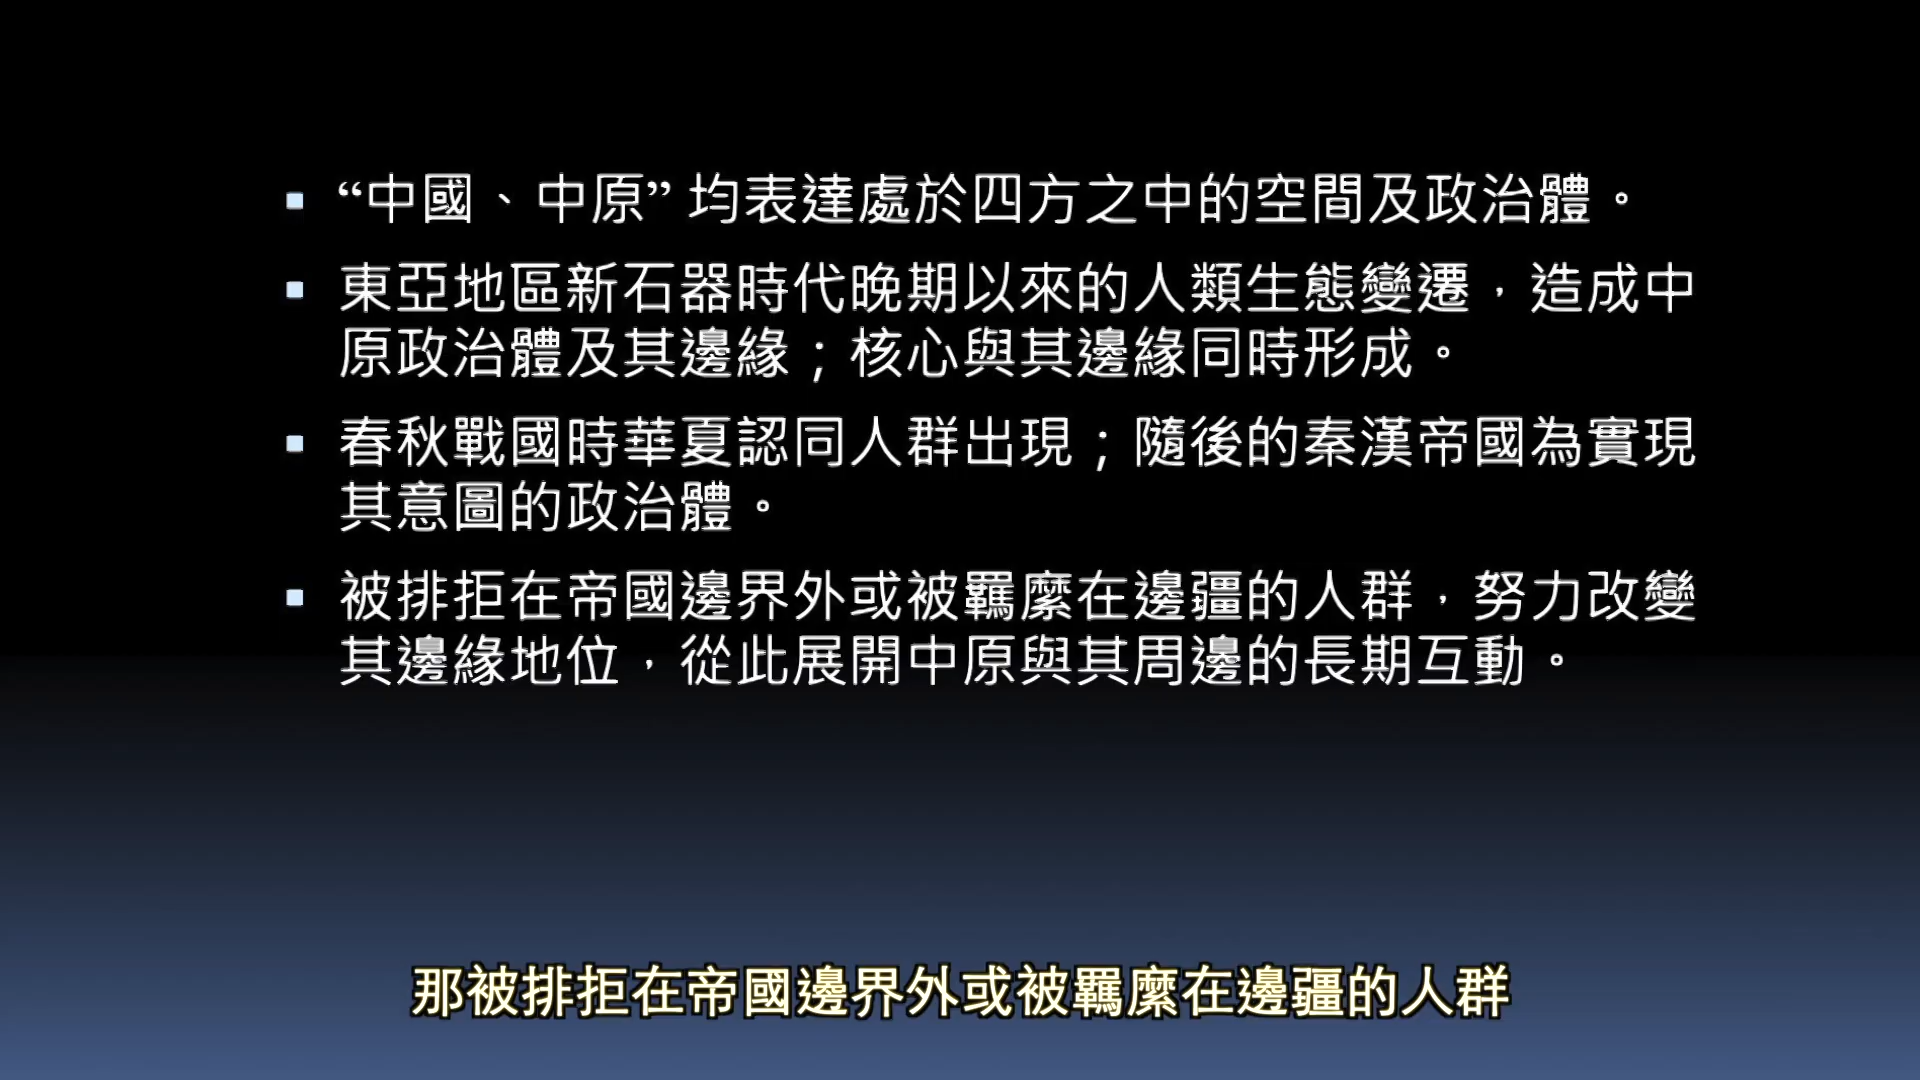 “中國、中原” 均表達處於四方之中的空間及政治體。
東亞地區新石器時代晚期以來的人類生態變遷，造成中
原政治體及其邊緣；核心與其邊緣同時形成。
春秋戰國時華夏認同人群出現；隨後的秦漢帝國為實現
其意圖的政治體。
被排拒在帝國邊界外或被羈縻在邊疆的人群，努力改變
其邊緣地位，從此展開中原與其周邊的長期互動。
那被排拒在帝國邊界外或被羈縻在邊疆的人群